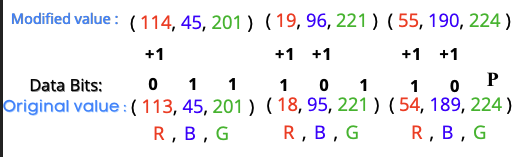 Modified value : ( 114, 45, 201 ) ( 19, 96, 221 ) ( 55, 190, 224 )
+1 +1 +1 +1 +1
Data Bits: 0 1 1 1 0 1 1 0 P
Original value : ( 113, 45, 201 ) ( 18, 95, 221 ) ( 54, 189, 224 )
R , B , G R , B , G R , B , G